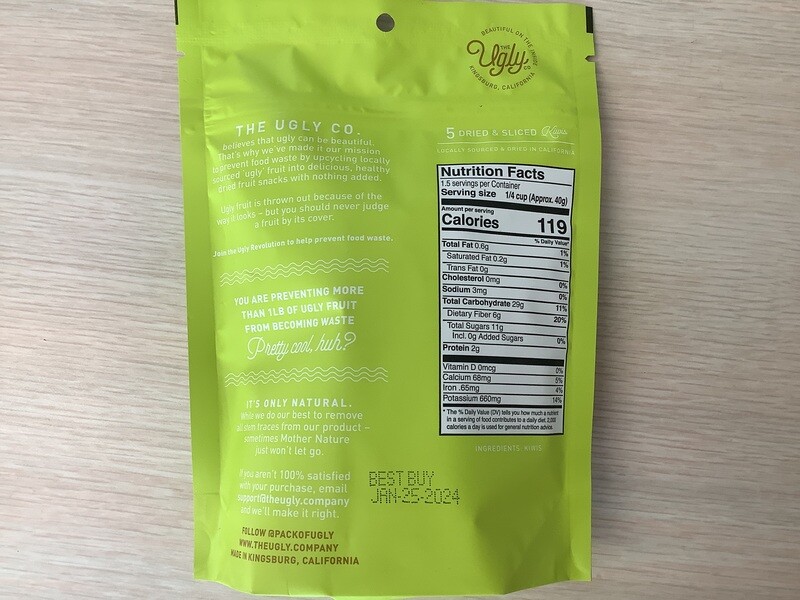 BEAUTIFUL ON THE INSIDE
THE
Ugly
CO
KINGSBURG, CALIFORNIA
THE UGLY CO.
believes that ugly can be beautiful.
That's why we've made it our mission
to prevent food waste by upcycling locally
sourced 'ugly' fruit into delicious, healthy
dried fruit snacks with nothing added.
Ugly fruit is thrown out because of the
way it looks – but you should never judge
a fruit by its cover.
Join the Ugly Revolution to help prevent food waste.
YOU ARE PREVENTING MORE
THAN 1LB OF UGLY FRUIT
FROM BECOMING WASTE
Pretty cool, huh?
IT'S ONLY NATURAL.
While we do our best to remove
all stem traces from our product –
sometimes Mother Nature
just won't let go.
If you aren't 100% satisfied
with your purchase, email
support@theugly.company
and we'll make it right.
FOLLOW @PACKOFUGLY
WWW.THEUGLY.COMPANY
MADE IN KINGSBURG, CALIFORNIA
5 DRIED & SLICED Kiwis
LOCALLY SOURCED & DRIED IN CALIFORNIA
Nutrition Facts
1.5 servings per Container
Serving size 1/4 cup (Approx. 40g)
Amount per serving
Calories 119
% Daily Value*
Total Fat 0.6g 1%
Saturated Fat 0.2g 1%
Trans Fat 0g
Cholesterol 0mg 0%
Sodium 3mg 0%
Total Carbohydrate 29g 11%
Dietary Fiber 6g 20%
Total Sugars 11g
Incl. 0g Added Sugars 0%
Protein 2g
Vitamin D 0mcg 0%
Calcium 68mg 5%
Iron .65mg 4%
Potassium 660mg 14%
* The % Daily Value (DV) tells you how much a nutrient
in a serving of food contributes to a daily diet. 2,000
calories a day is used for general nutrition advice.
INGREDIENTS: KIWIS
BEST BUY
JAN-25-2024